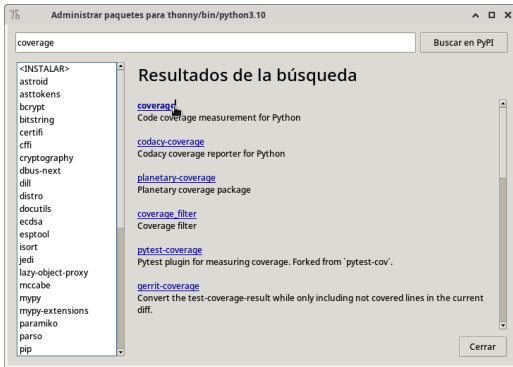 Th
Administrar paquetes para thonny/bin/python3.10
coverage
Buscar en PyPI
<INSTALAR>
astroid
asttokens
bcrypt
bitstring
certifi
cffi
cryptography
dbus-next
dill
distro
docutils
ecdsa
esptool
isort
jedi
lazy-object-proxy
mccabe
mypy
mypy-extensions
paramiko
parso
pip
Resultados de la búsqueda
coverage
Code coverage measurement for Python
codacy-coverage
Codacy coverage reporter for Python
planetary-coverage
Planetary coverage package
coverage_filter
Coverage filter
pytest-coverage
Pytest plugin for measuring coverage. Forked from `pytest-cov`.
gerrit-coverage
Convert the test-coverage-result while only including not covered lines in the current
diff.
Cerrar